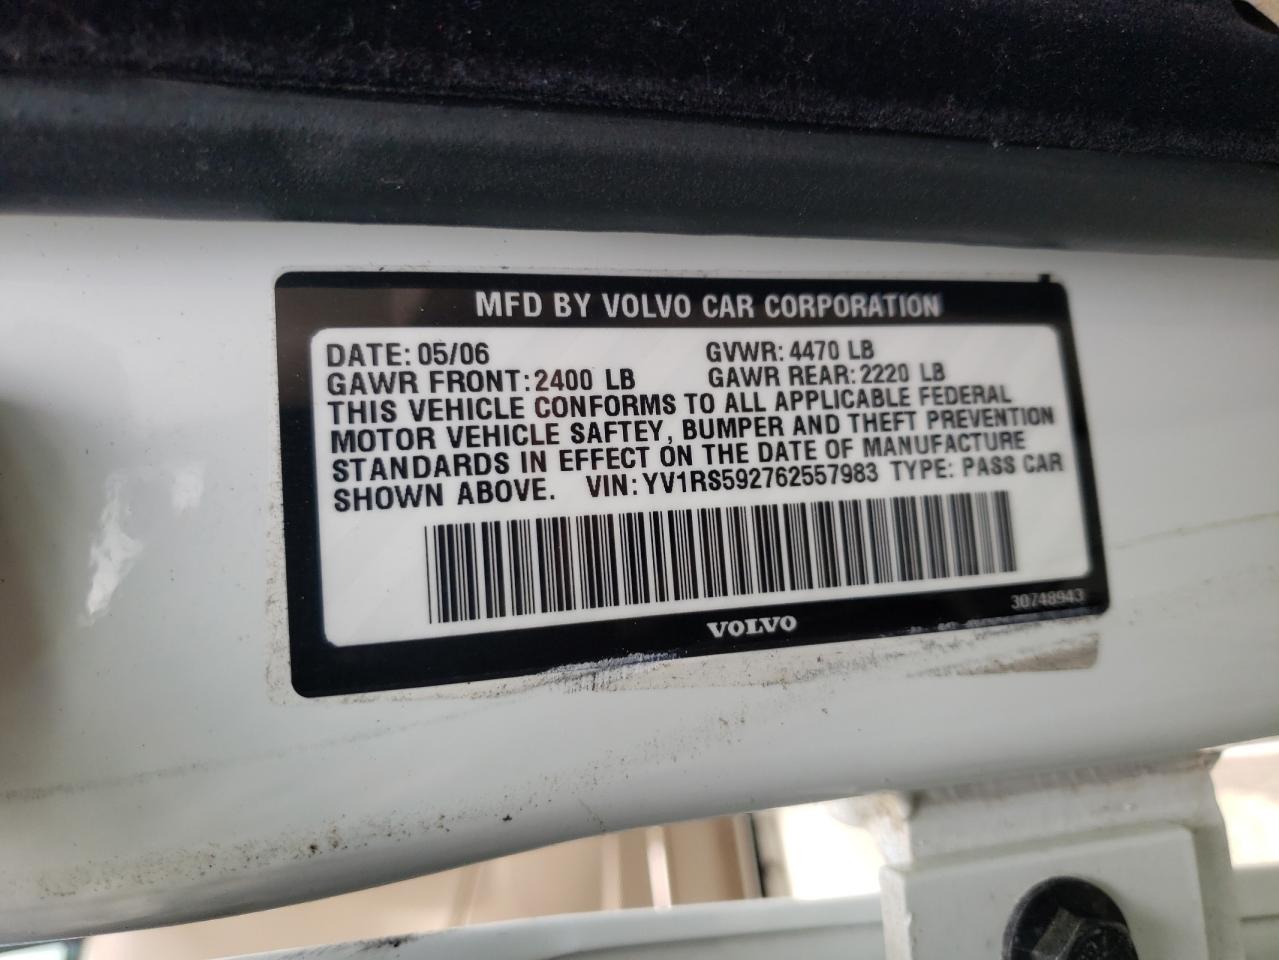 MFD BY VOLVO CAR CORPORATION
DATE: 05/06 GVWR: 4470 LB
GAWR FRONT: 2400 LB GAWR REAR: 2220 LB
THIS VEHICLE CONFORMS TO ALL APPLICABLE FEDERAL
MOTOR VEHICLE SAFTEY, BUMPER AND THEFT PREVENTION
STANDARDS IN EFFECT ON THE DATE OF MANUFACTURE
SHOWN ABOVE. VIN: YV1RS592762557983 TYPE: PASS CAR
30748943
VOLVO